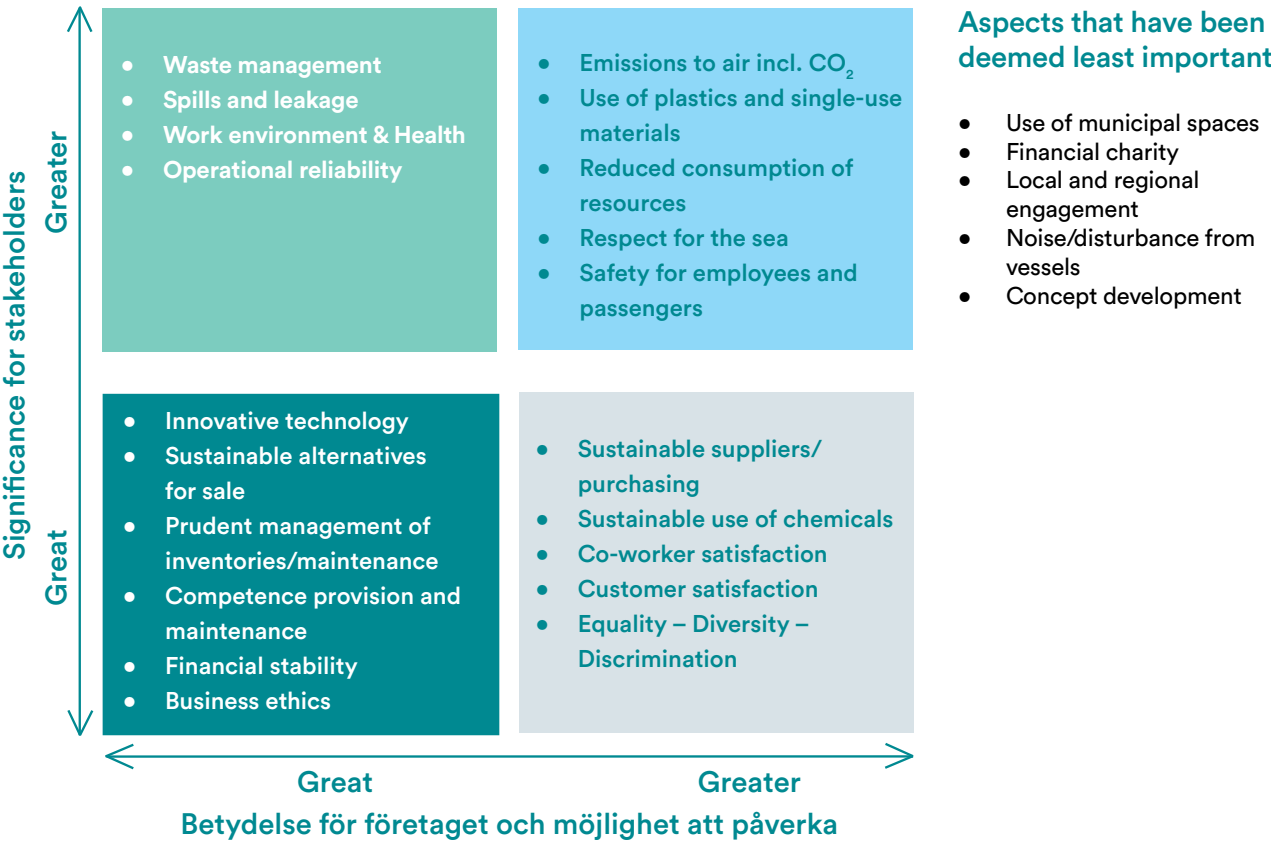 Significance for stakeholders
Greater
Great
● Waste management
● Spills and leakage
● Work environment & Health
● Operational reliability
● Emissions to air incl. CO₂
● Use of plastics and single-use
materials
● Reduced consumption of
resources
● Respect for the sea
● Safety for employees and
passengers
● Innovative technology
● Sustainable alternatives
for sale
● Prudent management of
inventories/maintenance
● Competence provision and
maintenance
● Financial stability
● Business ethics
● Sustainable suppliers/
purchasing
● Sustainable use of chemicals
● Co-worker satisfaction
● Customer satisfaction
● Equality – Diversity –
Discrimination
Great
Greater
Betydelse för företaget och möjlighet att påverka
Aspects that have been
deemed least important
● Use of municipal spaces
● Financial charity
● Local and regional
engagement
● Noise/disturbance from
vessels
● Concept development